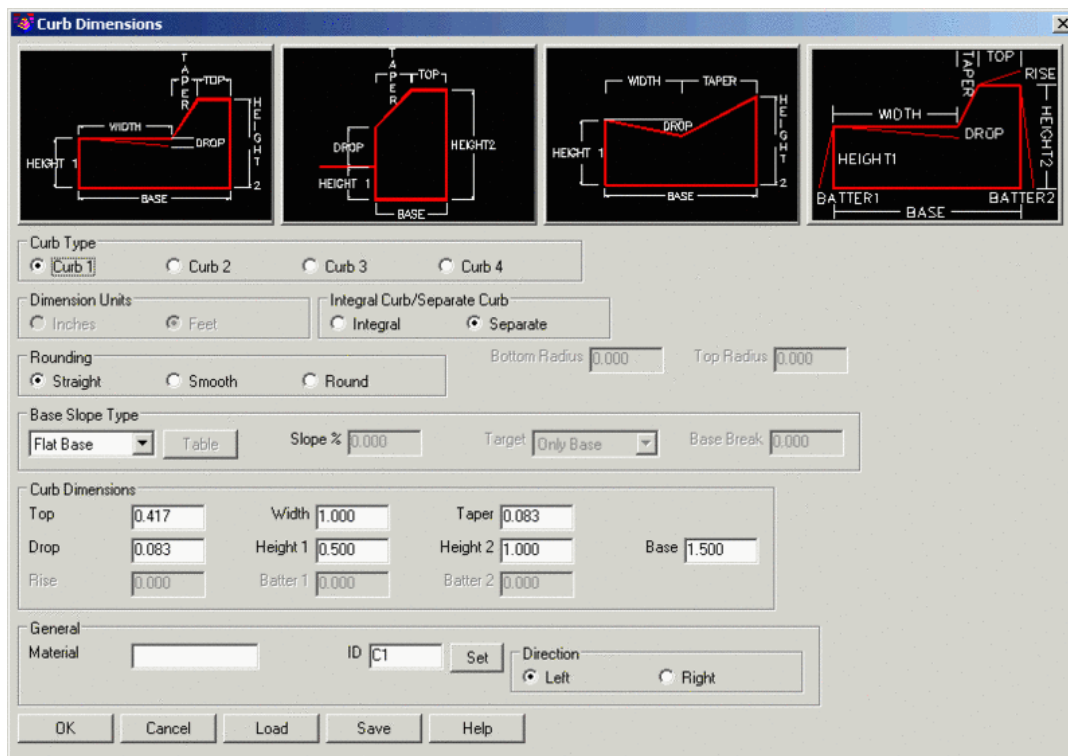 Curb Dimensions
TAPER TOP WIDTH DROP HEIGHT 1 HEIGHT 2 BASE
TAPER TOP DROP HEIGHT2 HEIGHT 1 BASE
WIDTH TAPER DROP HEIGHT 1 HEIGHT 2 BASE
TAPER TOP RISE WIDTH DROP HEIGHT1 HEIGHT2 BATTER1 BATTER2 BASE
Curb Type
Curb 1 Curb 2 Curb 3 Curb 4
Dimension Units Integral Curb/Separate Curb
Inches Feet Integral Separate
Rounding Bottom Radius 0.000 Top Radius 0.000
Straight Smooth Round
Base Slope Type
Flat Base Table Slope % 0.000 Target Only Base Base Break 0.000
Curb Dimensions
Top 0.417 Width 1.000 Taper 0.083
Drop 0.083 Height 1 0.500 Height 2 1.000 Base 1.500
Rise 0.000 Batter 1 0.000 Batter 2 0.000
General
Material ID C1 Set Direction
Left Right
OK Cancel Load Save Help